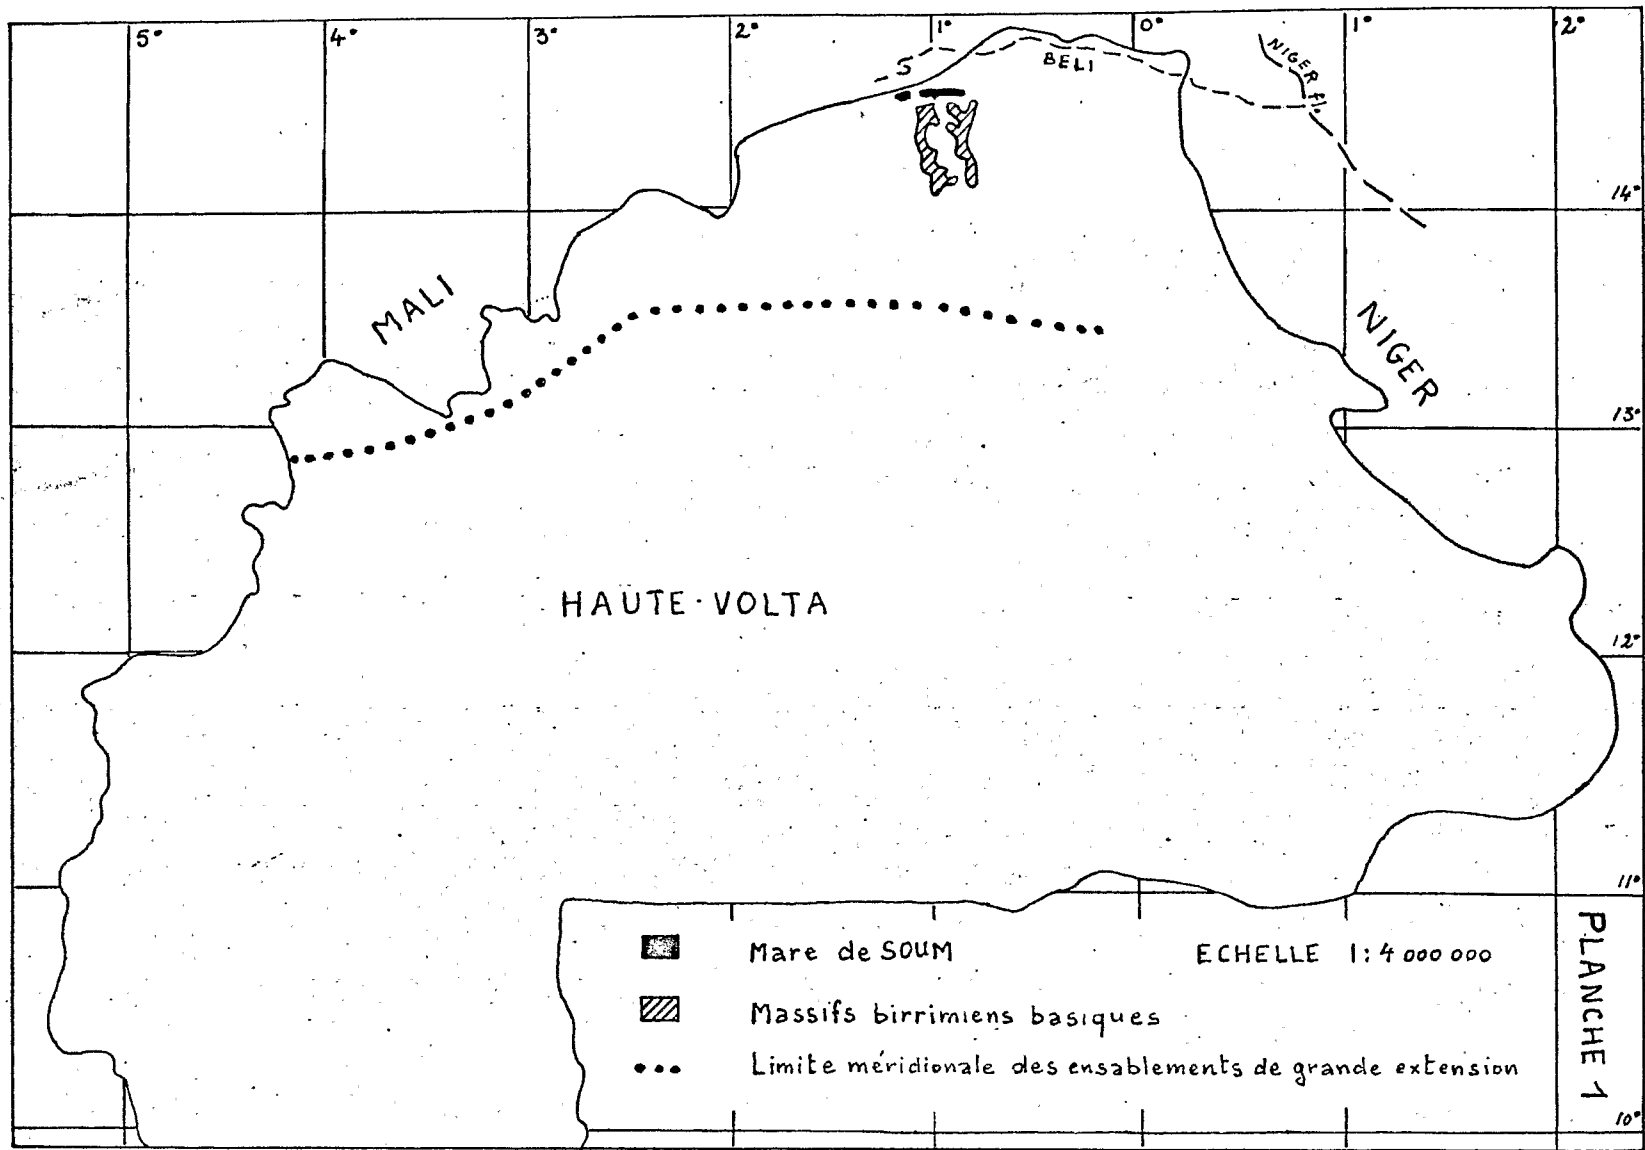 5° 4° 3° 2° 1° 0° 1° 2°
S
BELI
NIGER fl.
14°
MALI
NIGER
13°
HAUTE-VOLTA
12°
11°
Mare de SOUM
ECHELLE 1: 4 000 000
Massifs birrimiens basiques
Limite méridionale des ensablements de grande extension
PLANCHE 1
10°